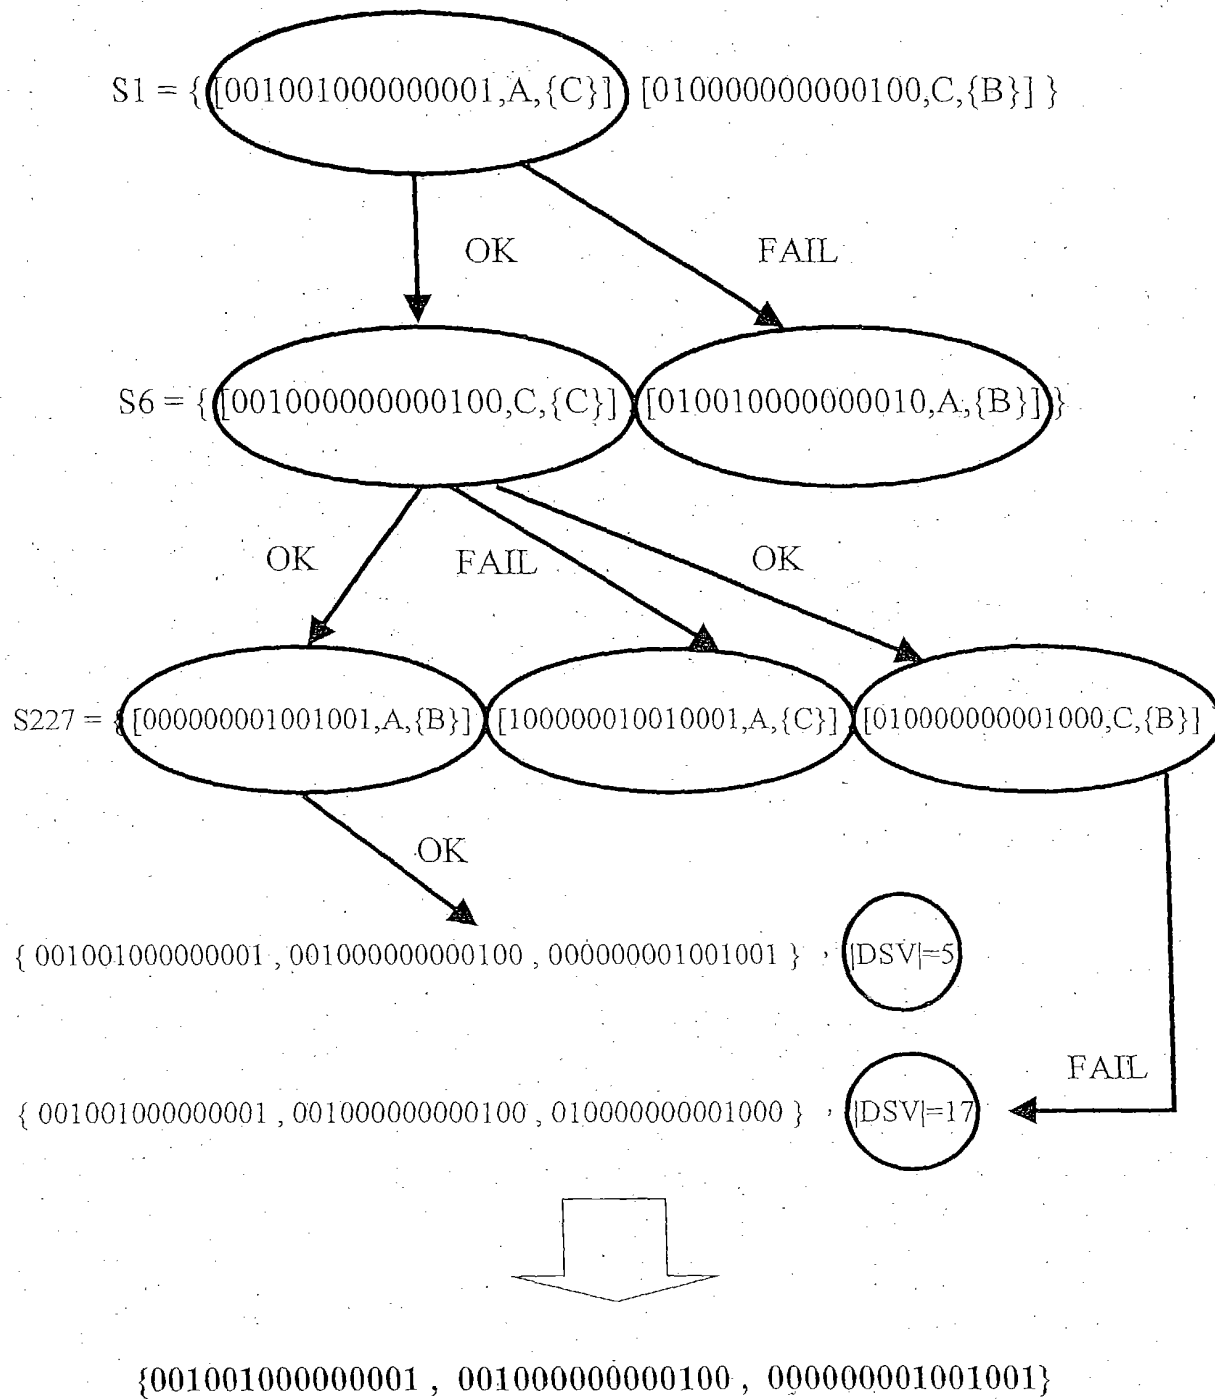 S1 = { [001001000000001,A,{C}] [010000000000100,C,{B}] }
OK
FAIL
S6 = { [001000000000100,C,{C}] [010010000000010,A,{B}] }
OK
FAIL
OK
S227 = { [000000001001001,A,{B}] [100000010010001,A,{C}] [010000000001000,C,{B}]
OK
{ 001001000000001 , 001000000000100 , 000000001001001 } , |DSV|=5
FAIL
{ 001001000000001 , 001000000000100 , 010000000001000 } , |DSV|=17
{001001000000001 , 001000000000100 , 000000001001001}